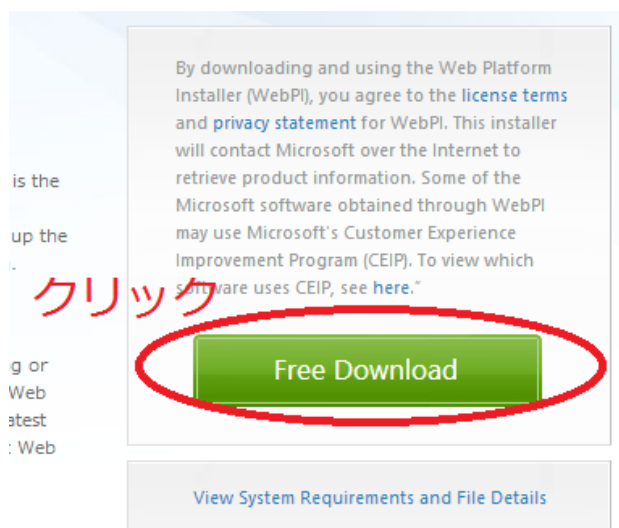 By downloading and using the Web Platform
Installer (WebPI), you agree to the license terms
and privacy statement for WebPI. This installer
will contact Microsoft over the Internet to
retrieve product information. Some of the
Microsoft software obtained through WebPI
may use Microsoft's Customer Experience
Improvement Program (CEIP). To view which
software uses CEIP, see here."
クリック
Free Download
View System Requirements and File Details
is the
up the
g or
Web
atest
Web